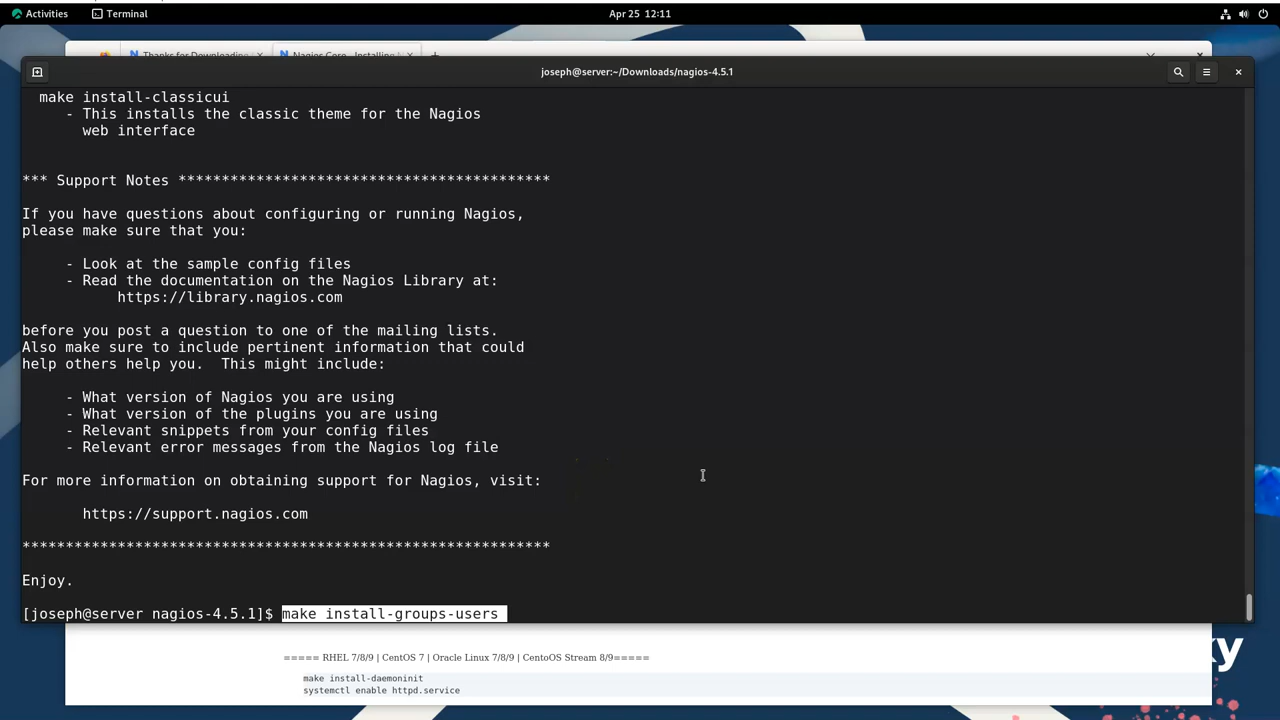 Activities
Terminal
Apr 25 12:11
Thanks for Downloading
Nagios Core - Installing
joseph@server:~/Downloads/nagios-4.5.1
make install-classicui
- This installs the classic theme for the Nagios
web interface
*** Support Notes *******************************************
If you have questions about configuring or running Nagios,
please make sure that you:
- Look at the sample config files
- Read the documentation on the Nagios Library at:
https://library.nagios.com
before you post a question to one of the mailing lists.
Also make sure to include pertinent information that could
help others help you.  This might include:
- What version of Nagios you are using
- What version of the plugins you are using
- Relevant snippets from your config files
- Relevant error messages from the Nagios log file
For more information on obtaining support for Nagios, visit:
https://support.nagios.com
*************************************************************
Enjoy.
[joseph@server nagios-4.5.1]$ make install-groups-users
===== RHEL 7/8/9 | CentOS 7 | Oracle Linux 7/8/9 | CentoOS Stream 8/9=====
make install-daemoninit
systemctl enable httpd.service